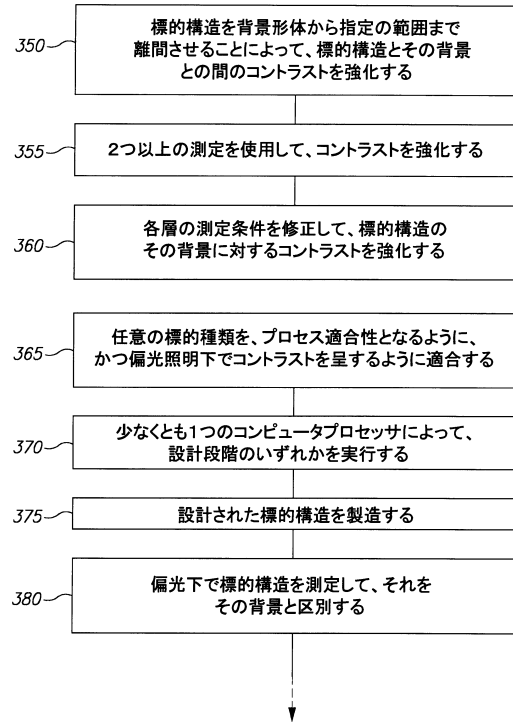 350
標的構造を背景形体から指定の範囲まで
離間させることによって、標的構造とその背景
との間のコントラストを強化する
355
2つ以上の測定を使用して、コントラストを強化する
360
各層の測定条件を修正して、標的構造の
その背景に対するコントラストを強化する
365
任意の標的種類を、プロセス適合性となるように、
かつ偏光照明下でコントラストを呈するように適合する
370
少なくとも1つのコンピュータプロセッサによって、
設計段階のいずれかを実行する
375
設計された標的構造を製造する
380
偏光下で標的構造を測定して、それを
その背景と区別する